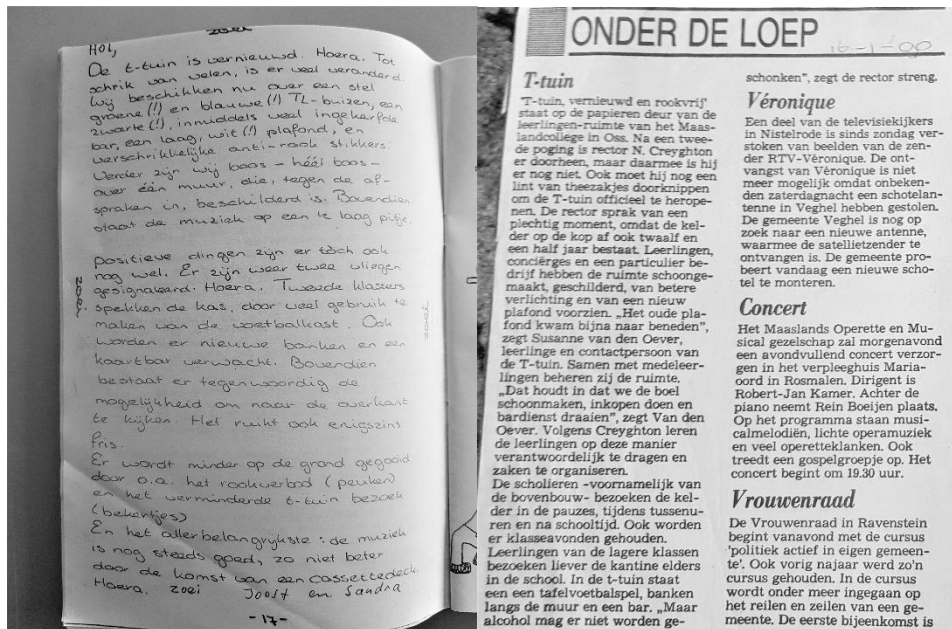 zoei
HOI,
De t-tuin is vernieuwd. Hoera. Tot
schrik van velen, is er veel veranderd.
Wij beschikken nu over een stel
groene (!) en blauwe (!) TL-buizen, een
zwarte (!), inmiddels veel ingekerfde
bar, een laag, wit (!) plafond, en
verschrikkelijke anti-rook stikkers.
Verder zijn wij boos - héél boos -
over één muur, die, tegen de af-
spraken in, beschilderd is. Bovendien
staat de muziek op een te laag pitje.
positieve dingen zijn er tòch ook
nog wel. Er zijn weer twee vliegen
gesignaleerd. Hoera. Tweede klassers
spekken de kas, door veel gebruik te
maken van de voetbalkast. Ook
worden er nieuwe banken en een
kaartbar verwacht. Bovendien
bestaat er tegenwoordig de
mogelijkheid om naar de overkant
te kijken. Het ruikt ook enigszins
fris.
Er wordt minder op de grond gegooid
door o.a. het rookverbod (peuken)
en het verminderde t-tuin bezoek
(bekertjes)
En het allerbelangrijkste: de muziek
is nog steeds goed, zo niet beter
door de komst van een cassettedeck.
Hoera. zoei Joost en Sandra
zoei
zoei
-17-
ONDER DE LOEP
16-1-'90
T-tuin
'T-tuin, vernieuwd en rookvrij'
staat op de papieren deur van de
leerlingen-ruimte van het Maas-
landcollege in Oss. Na een twee-
de poging is rector N. Creyghton
er doorheen, maar daarmee is hij
er nog niet. Ook moet hij nog een
lint van theezakjes doorknippen
om de T-tuin officieel te herope-
nen. De rector sprak van een
plechtig moment, omdat de kel-
der op de kop af ook twaalf en
een half jaar bestaat. Leerlingen,
conciërges en een particulier be-
drijf hebben de ruimte schoonge-
maakt, geschilderd, van betere
verlichting en van een nieuw
plafond voorzien. „Het oude pla-
fond kwam bijna naar beneden”,
zegt Susanne van den Oever,
leerlinge en contactpersoon van
de T-tuin. Samen met medeleer-
lingen beheren zij de ruimte.
„Dat houdt in dat we de boel
schoonmaken, inkopen doen en
bardienst draaien”, zegt Van den
Oever. Volgens Creyghton leren
de leerlingen op deze manier
verantwoordelijk te dragen en
zaken te organiseren.
De scholieren -voornamelijk van
de bovenbouw- bezoeken de kel-
der in de pauzes, tijdens tussenu-
ren en na schooltijd. Ook worden
er klasseavonden gehouden.
Leerlingen van de lagere klassen
bezoeken liever de kantine elders
in de school. In de t-tuin staat
een een tafelvoetbalspel, banken
langs de muur en een bar. „Maar
alcohol mag er niet worden ge-
schonken”, zegt de rector streng.
Véronique
Een deel van de televisiekijkers
in Nistelrode is sinds zondag ver-
stoken van beelden van de zen-
der RTV-Véronique. De ont-
vangst van Vèronique is niet
meer mogelijk omdat onbeken-
den zaterdagnacht een schotelan-
tenne in Veghel hebben gestolen.
De gemeente Veghel is nog op
zoek naar een nieuwe antenne,
waarmee de satellietzender te
ontvangen is. De gemeente pro-
beert vandaag een nieuwe scho-
tel te monteren.
Concert
Het Maaslands Operette en Mu-
sical gezelschap zal morgenavond
een avondvullend concert verzor-
gen in het verpleeghuis Maria-
oord in Rosmalen. Dirigent is
Robert-Jan Kamer. Achter de
piano neemt Rein Boeijen plaats.
Op het programma staan musi-
calmelodiën, lichte operamuziek
en veel operetteklanken. Ook
treedt een gospelgroepje op. Het
concert begint om 19.30 uur.
Vrouwenraad
De Vrouwenraad in Ravenstein
begint vanavond met de cursus
'politiek actief in eigen gemeen-
te'. Ook vorig najaar werd zo'n
cursus gehouden. In de cursus
wordt onder meer ingegaan op
het reilen en zeilen van een ge-
meente. De eerste bijeenkomst is